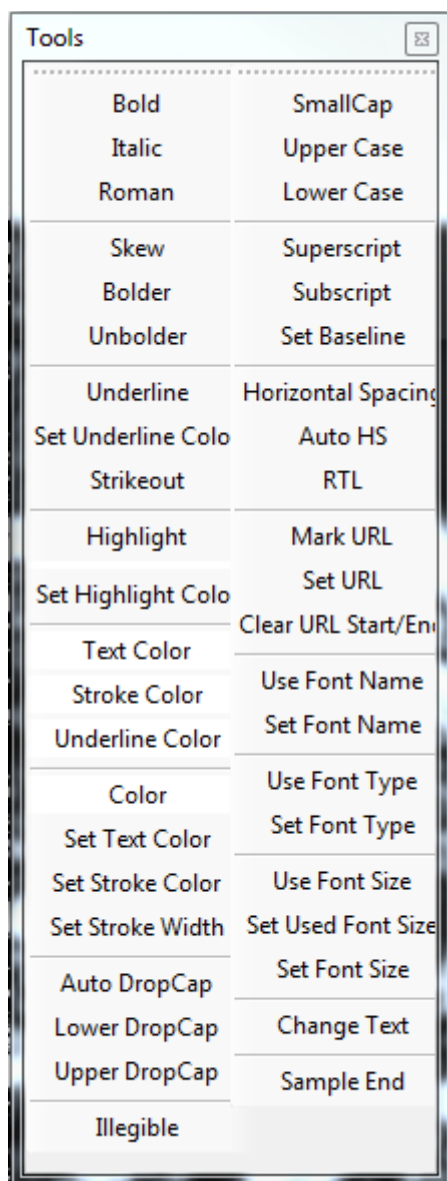 Tools
Bold
Italic
Roman
Skew
Bolder
Unbolder
Underline
Set Underline Colo
Strikeout
Highlight
Set Highlight Colo
Text Color
Stroke Color
Underline Color
Color
Set Text Color
Set Stroke Color
Set Stroke Width
Auto DropCap
Lower DropCap
Upper DropCap
Illegible
SmallCap
Upper Case
Lower Case
Superscript
Subscript
Set Baseline
Horizontal Spacing
Auto HS
RTL
Mark URL
Set URL
Clear URL Start/En
Use Font Name
Set Font Name
Use Font Type
Set Font Type
Use Font Size
Set Used Font Size
Set Font Size
Change Text
Sample End